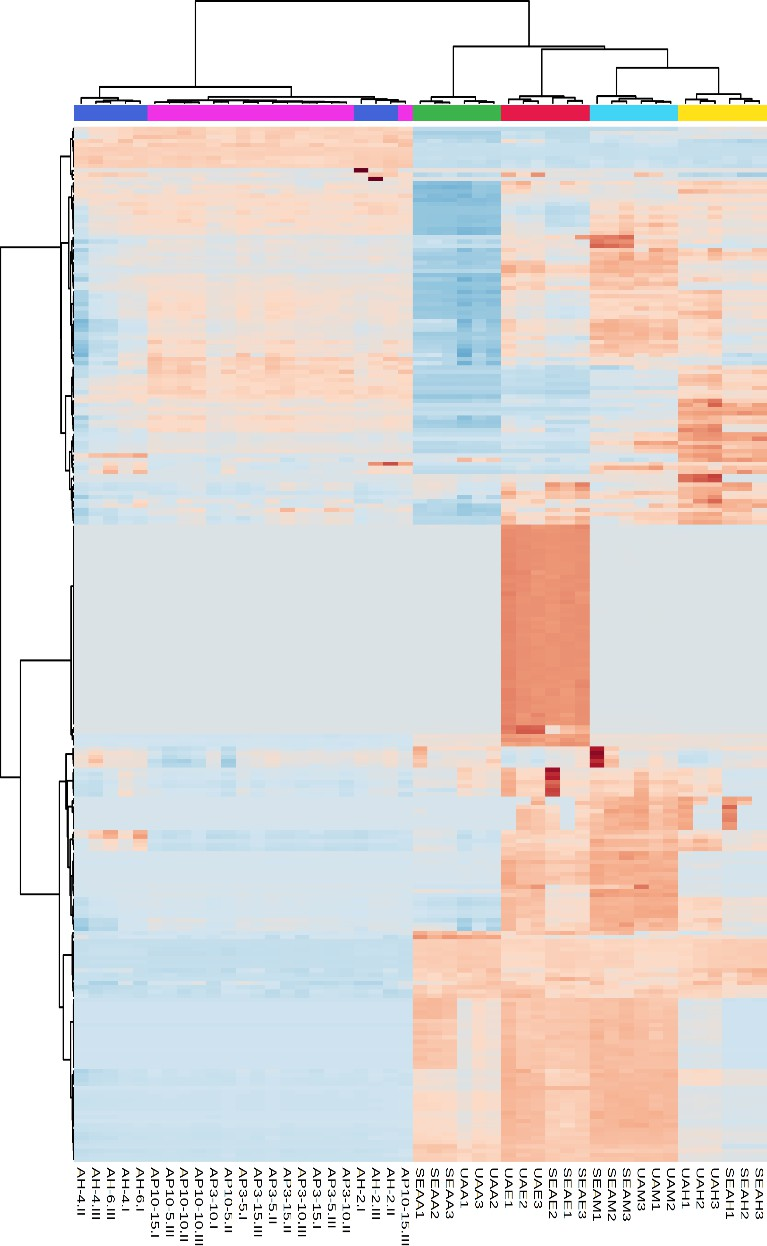 AH-4.II
AH-4.III
AH-6.III
AH-4.I
AH-6.I
AP10-15.I
AP10-5.III
AP10-10.II
AP10-10.III
AP3-10.I
AP10-5.II
AP3-5.I
AP3-15.III
AP3-5.II
AP3-15.II
AP3-10.III
AP3-15.I
AP3-5.III
AP3-10.II
AH-2.I
AH-2.III
AH-2.II
AP10-15.III
SEAA1
SEAA2
SEAA3
UAA1
UAA3
UAA2
UAE1
UAE2
UAE3
SEAE2
SEAE1
SEAE3
SEAM1
SEAM2
SEAM3
UAM3
UAM1
UAM2
UAH1
UAH2
UAH3
SEAH1
SEAH2
SEAH3